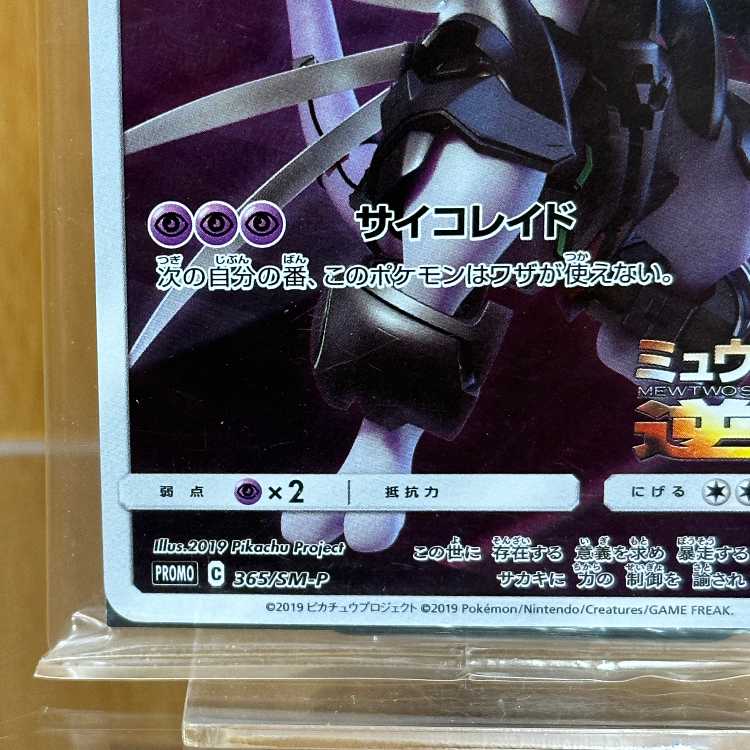 サイコレイド
次の自分の番、このポケモンはワザが使えない。
ミュウ
MEWTWO'S
逆
弱点 ×2 抵抗力 にげる
Illus.2019 Pikachu Project
この世に 存在する 意義を求め 暴走する
PROMO C 365/SM-P
サカキに 力の 制御を 諭され
©2019 ピカチュウプロジェクト ©2019 Pokémon/Nintendo/Creatures/GAME FREAK.